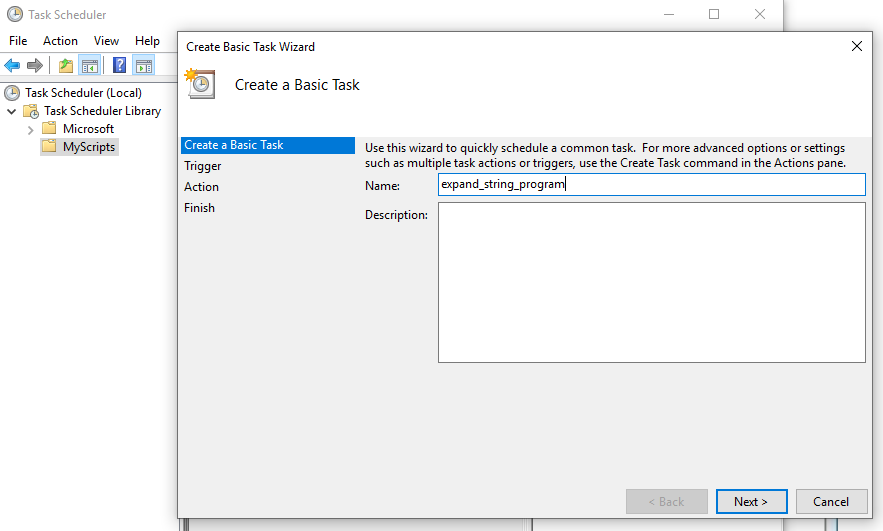 Task Scheduler
File Action View Help
Task Scheduler (Local)
Task Scheduler Library
Microsoft
MyScripts
Create Basic Task Wizard
Create a Basic Task
Create a Basic Task
Trigger
Action
Finish
Use this wizard to quickly schedule a common task. For more advanced options or settings
such as multiple task actions or triggers, use the Create Task command in the Actions pane.
Name: expand_string_program
Description:
< Back Next > Cancel